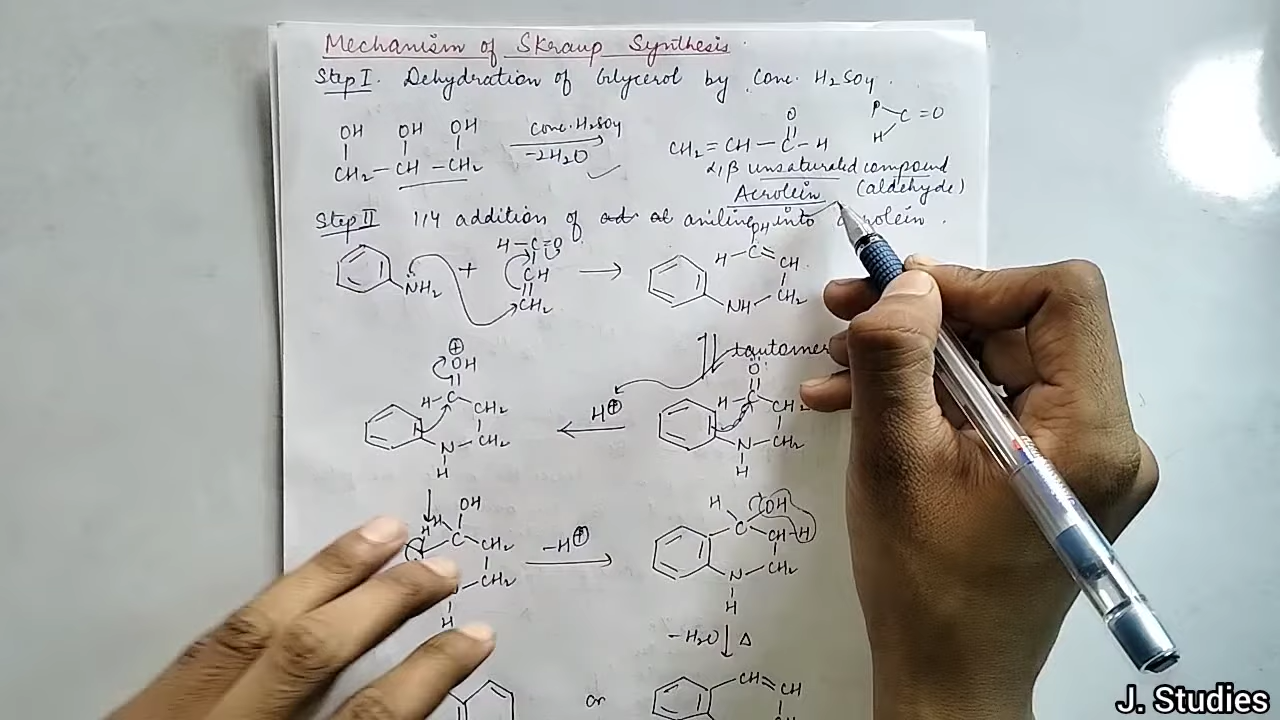 Mechanism of Skraup Synthesis
Step I. Dehydration of Glycerol by Conc. H2SO4.
OH OH OH
CH2-CH-CH2
Conc. H2SO4
-2H2O
O
CH2=CH-C-H
R C=O
H
α,β unsaturated compound
Acrolein (aldehyde)
Step II 1,4 addition of aniline into acrolein.
NH2
+
H-C=O
CH
CH2
OH
H-C
CH
NH-CH2
tautomer
⊕
OH
H-C
CH2
CH2
N
H
H⊕
O
H C
CH2
CH2
N
H
OH
H
H
C
CH2
CH2
H
-H⊕
H
OH
C
CH-H
CH2
N
H
-H2O Δ
or
CH
CH
J. Studies